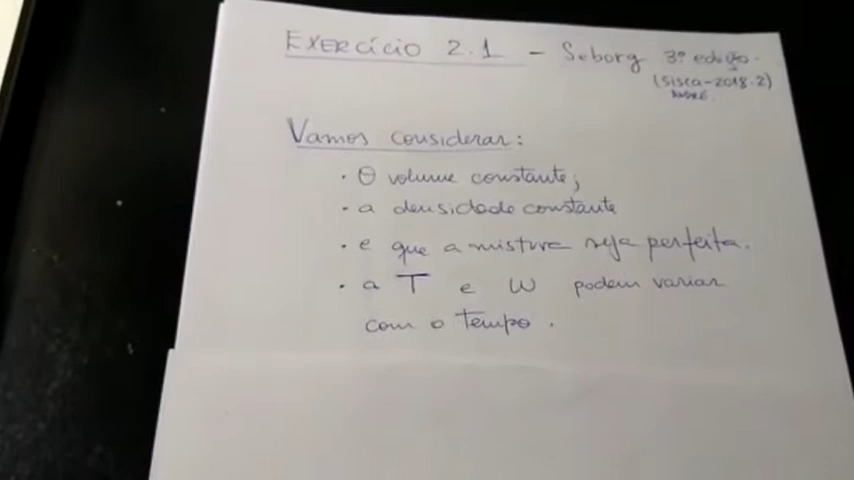 EXERCÍCIO 2.1 - Seborg 3ª edição.
(Sisca-2018.2)
ANDRÉ.
Vamos considerar:
• O volume constante;
• a densidade constante
• e que a mistura seja perfeita.
• a T e W podem variar
com o tempo.